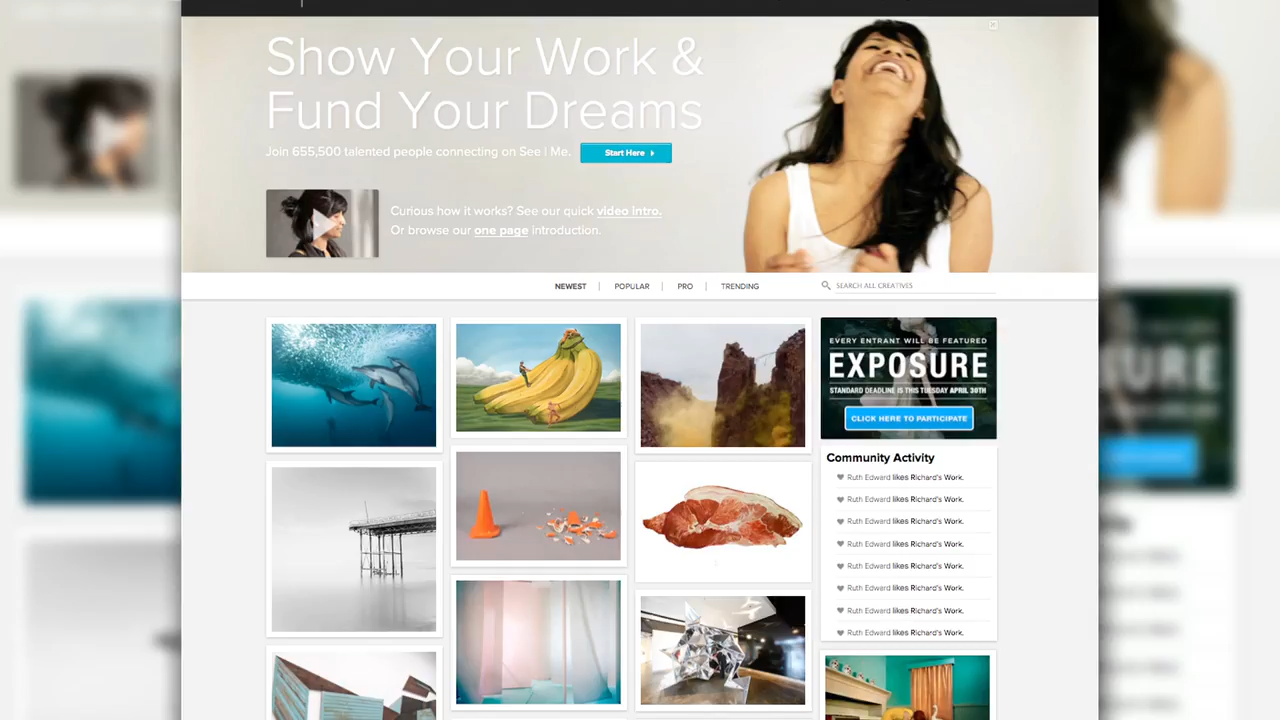 Show Your Work &
Fund Your Dreams
Join 655,500 talented people connecting on See | Me.
Start Here
Curious how it works? See our quick video intro.
Or browse our one page introduction.
NEWEST | POPULAR | PRO | TRENDING
SEARCH ALL CREATIVES
EVERY ENTRANT WILL BE FEATURED
EXPOSURE
STANDARD DEADLINE IS THIS TUESDAY APRIL 30TH
CLICK HERE TO PARTICIPATE
Community Activity
Ruth Edward likes Richard's Work.
Ruth Edward likes Richard's Work.
Ruth Edward likes Richard's Work.
Ruth Edward likes Richard's Work.
Ruth Edward likes Richard's Work.
Ruth Edward likes Richard's Work.
Ruth Edward likes Richard's Work.
Ruth Edward likes Richard's Work.